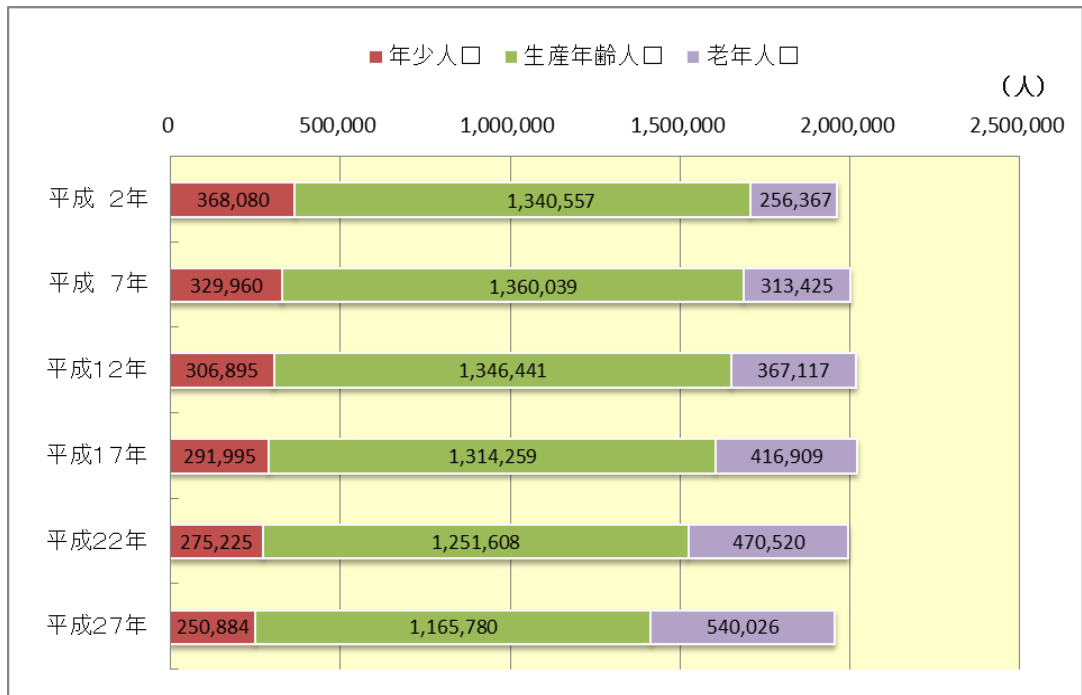 ■年少人口 ■生産年齢人口 ■老年人口
（人）
0 500,000 1,000,000 1,500,000 2,000,000 2,500,000
平成 2年 368,080 1,340,557 256,367
平成 7年 329,960 1,360,039 313,425
平成12年 306,895 1,346,441 367,117
平成17年 291,995 1,314,259 416,909
平成22年 275,225 1,251,608 470,520
平成27年 250,884 1,165,780 540,026